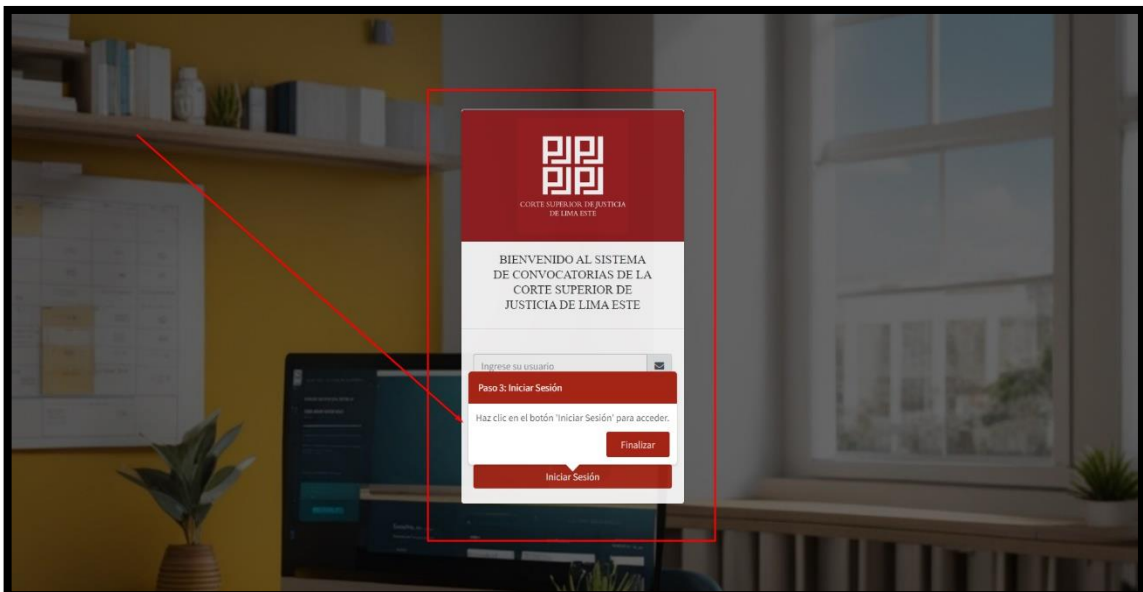 CORTE SUPERIOR DE JUSTICIA
DE LIMA ESTE
BIENVENIDO AL SISTEMA
DE CONVOCATORIAS DE LA
CORTE SUPERIOR DE
JUSTICIA DE LIMA ESTE
Ingrese su usuario
Paso 3: Iniciar Sesión
Haz clic en el botón 'Iniciar Sesión' para acceder.
Finalizar
Iniciar Sesión